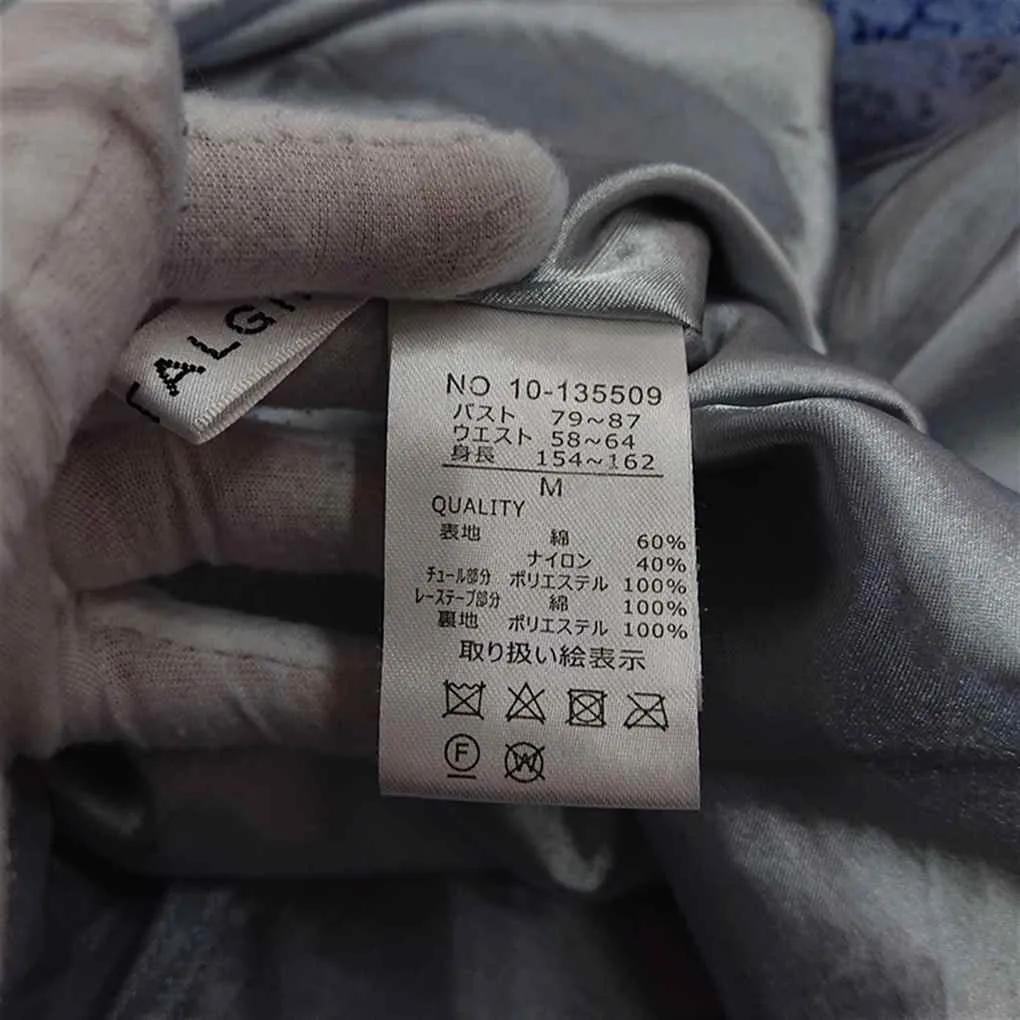 TALGI
NO 10-135509
バスト 79~87
ウエスト 58~64
身長 154~162
M
QUALITY
表地 綿 60%
ナイロン 40%
チュール部分 ポリエステル 100%
レーステープ部分 綿 100%
裏地 ポリエステル 100%
取り扱い絵表示
F
W